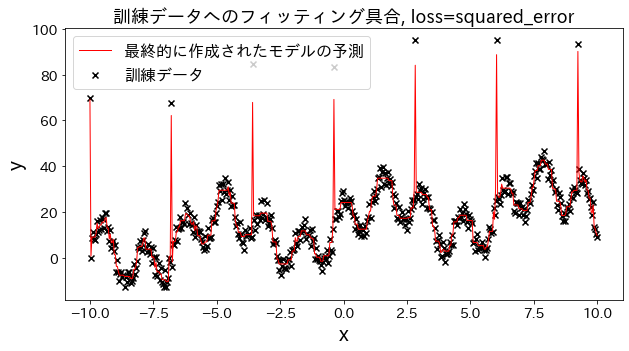 訓練データへのフィッティング具合, loss=squared_error
最終的に作成されたモデルの予測
訓練データ
y
100
80
60
40
20
0
−10.0 −7.5 −5.0 −2.5 0.0 2.5 5.0 7.5 10.0
x